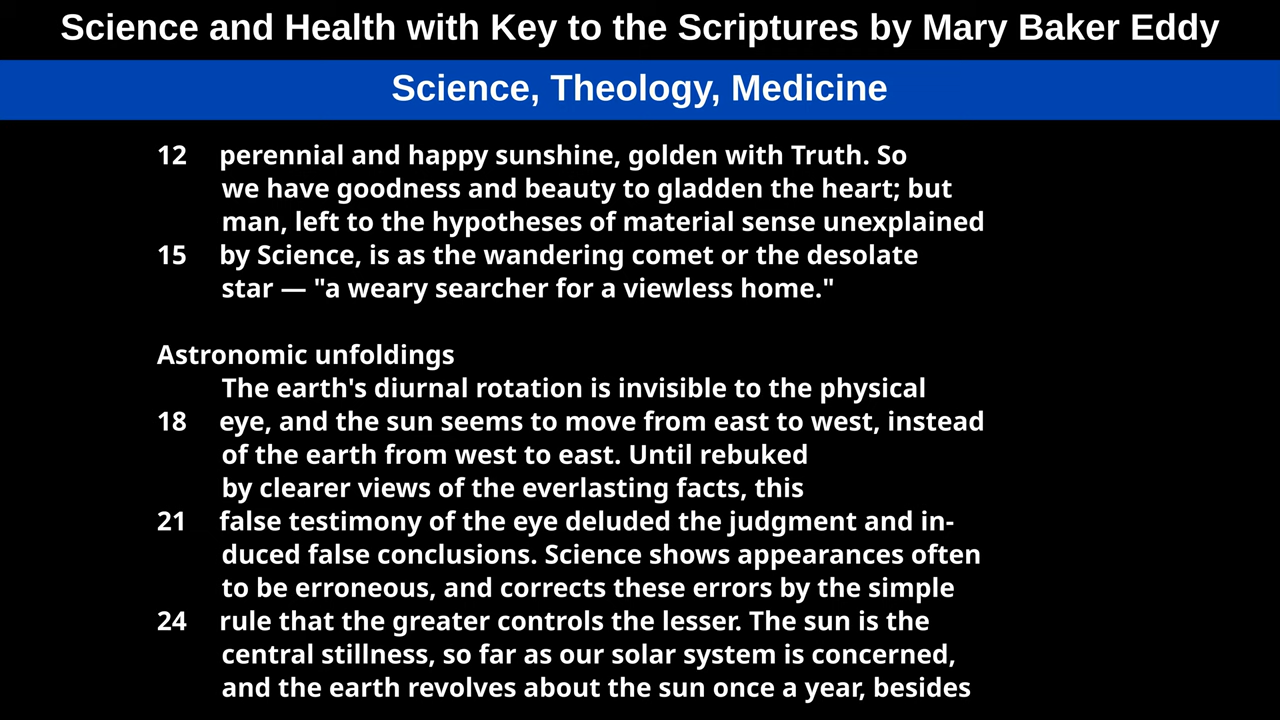 Science and Health with Key to the Scriptures by Mary Baker Eddy
Science, Theology, Medicine
12 perennial and happy sunshine, golden with Truth. So
we have goodness and beauty to gladden the heart; but
man, left to the hypotheses of material sense unexplained
15 by Science, is as the wandering comet or the desolate
star — "a weary searcher for a viewless home."
Astronomic unfoldings
The earth's diurnal rotation is invisible to the physical
18 eye, and the sun seems to move from east to west, instead
of the earth from west to east. Until rebuked
by clearer views of the everlasting facts, this
21 false testimony of the eye deluded the judgment and in-
duced false conclusions. Science shows appearances often
to be erroneous, and corrects these errors by the simple
24 rule that the greater controls the lesser. The sun is the
central stillness, so far as our solar system is concerned,
and the earth revolves about the sun once a year, besides